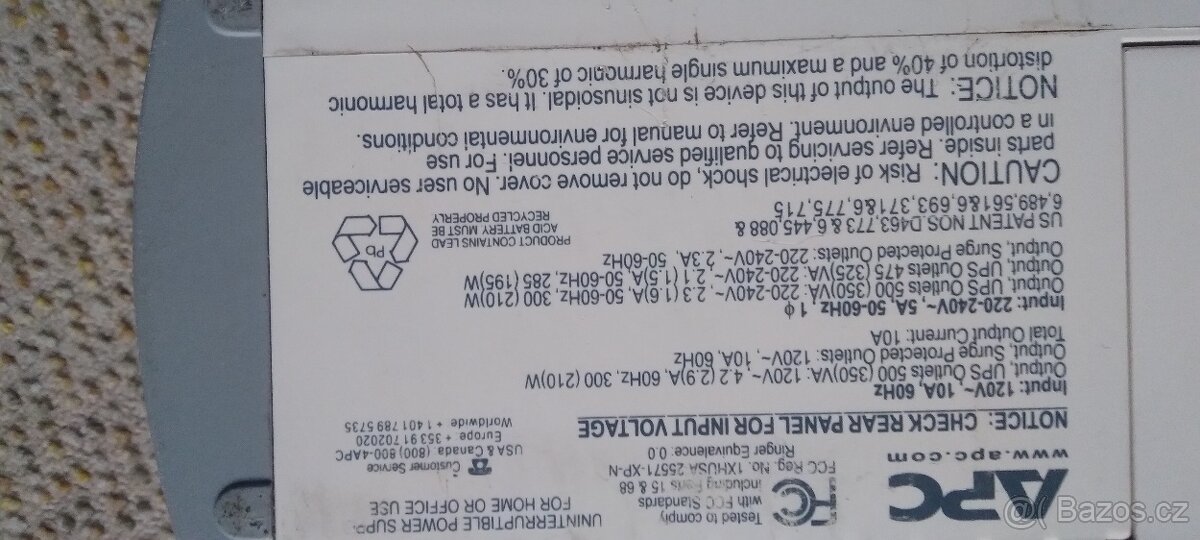 APC
www.apc.com
Tested to comply
with FCC Standards
including Parts 15 & 68
FCC Reg. No. 1XHUSA 25571-XP-N
Ringer Equivalence: 0.0
UNINTERRUPTIBLE POWER
FOR HOME OR OFFICE USE
Customer Service
USA & Canada (800) 800-4APC
Europe + 353 91 702020
Worldwide + 1 401 789 5735
NOTICE: CHECK REAR PANEL FOR INPUT VOLTAGE
Input: 120V~, 10A, 60Hz
Output, UPS Outlets 500 (350)VA: 120V~, 4.2 (2.9)A, 60Hz, 300 (210)W
Output, Surge Protected Outlets: 120V~, 10A, 60Hz
Total Output Current: 10A
Input: 220-240V~, 5A, 50-60Hz, 1 ϕ
Output, UPS Outlets 500 (350)VA: 220-240V~, 2.3 (1.6)A, 50-60Hz, 300 (210)W
Output, UPS Outlets 475 (325)VA: 220-240V~, 2.1 (1.5)A, 50-60Hz, 285 (195)W
Output, Surge Protected Outlets: 220-240V~, 2.3A, 50-60Hz
US PATENT NOS D463,773 & 6,445,088 &
6,489,561&6,693,371&6,775,715
Pb
PRODUCT CONTAINS LEAD
ACID BATTERY MUST BE
RECYCLED PROPERLY
CAUTION: Risk of electrical shock, do not remove cover. No user serviceable
parts inside. Refer servicing to qualified service personnel. For use
in a controlled environment. Refer to manual for environmental conditions.
NOTICE: The output of this device is not sinusoidal. It has a total harmonic
distortion of 40% and a maximum single harmonic of 30%.
Bazos.cz